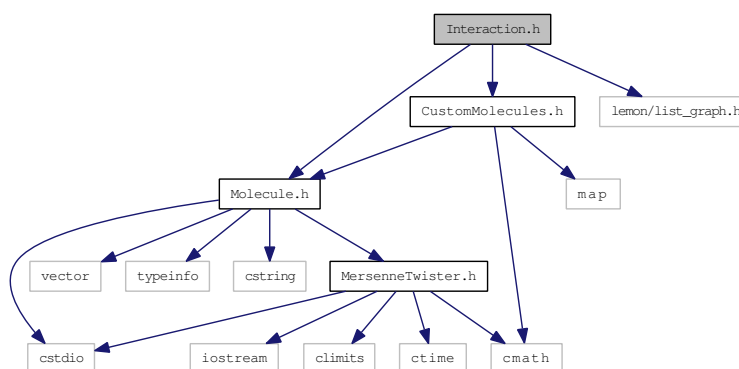 Interaction.h
CustomMolecules.h
lemon/list_graph.h
Molecule.h
map
vector
typeinfo
cstring
MersenneTwister.h
cstdio
iostream
climits
ctime
cmath